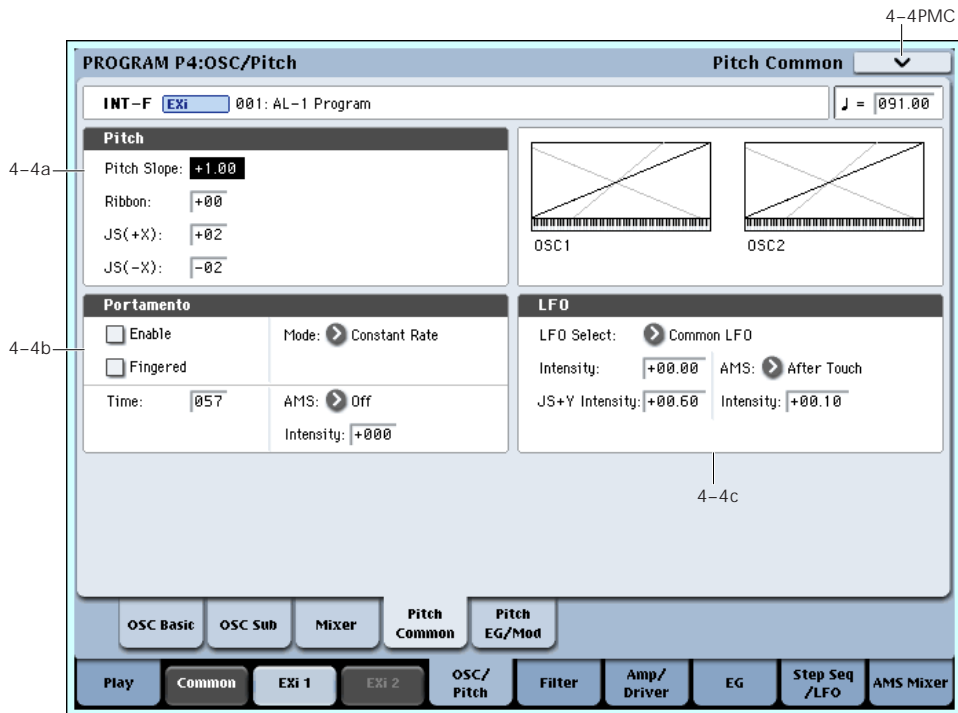 4-4PMC
PROGRAM P4:OSC/Pitch
Pitch Common
INT-F EXi 001: AL-1 Program
♩ = 091.00
4-4a
Pitch
Pitch Slope: +1.00
Ribbon: +00
JS(+X): +02
JS(-X): -02
OSC1
OSC2
4-4b
Portamento
Enable
Mode: Constant Rate
Fingered
Time: 057
AMS: Off
Intensity: +000
LFO
LFO Select: Common LFO
Intensity: +00.00 AMS: After Touch
JS+Y Intensity: +00.60 Intensity: +00.10
4-4c
OSC Basic
OSC Sub
Mixer
Pitch
Common
Pitch
EG/Mod
Play
Common
EXi 1
EXi 2
OSC/
Pitch
Filter
Amp/
Driver
EG
Step Seq
/LFO
AMS Mixer